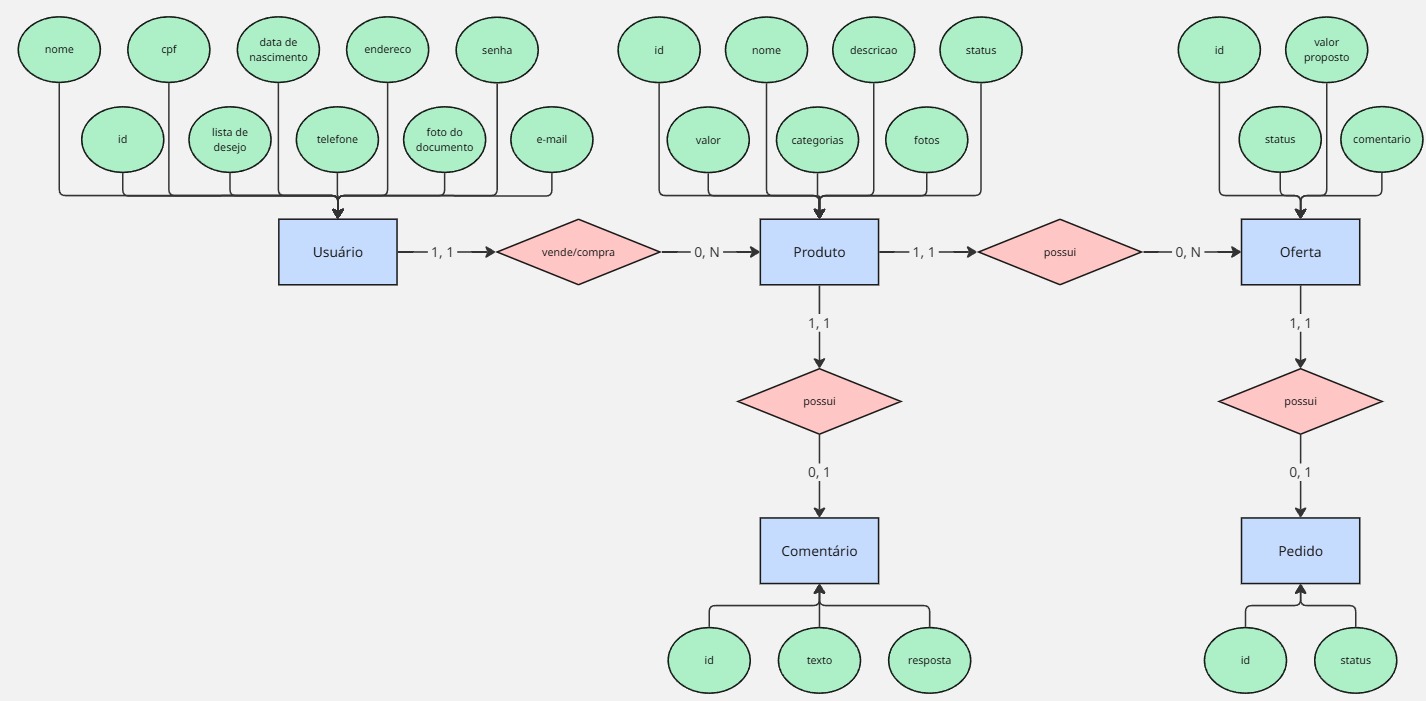 nome
cpf
data de
nascimento
endereco
senha
id
nome
descricao
status
id
valor
proposto
id
lista de
desejo
telefone
foto do
documento
e-mail
valor
categorias
fotos
status
comentario
Usuário
1, 1
vende/compra
0, N
Produto
1, 1
possui
0, N
Oferta
1, 1
1, 1
possui
possui
0, 1
0, 1
Comentário
Pedido
id
texto
resposta
id
status